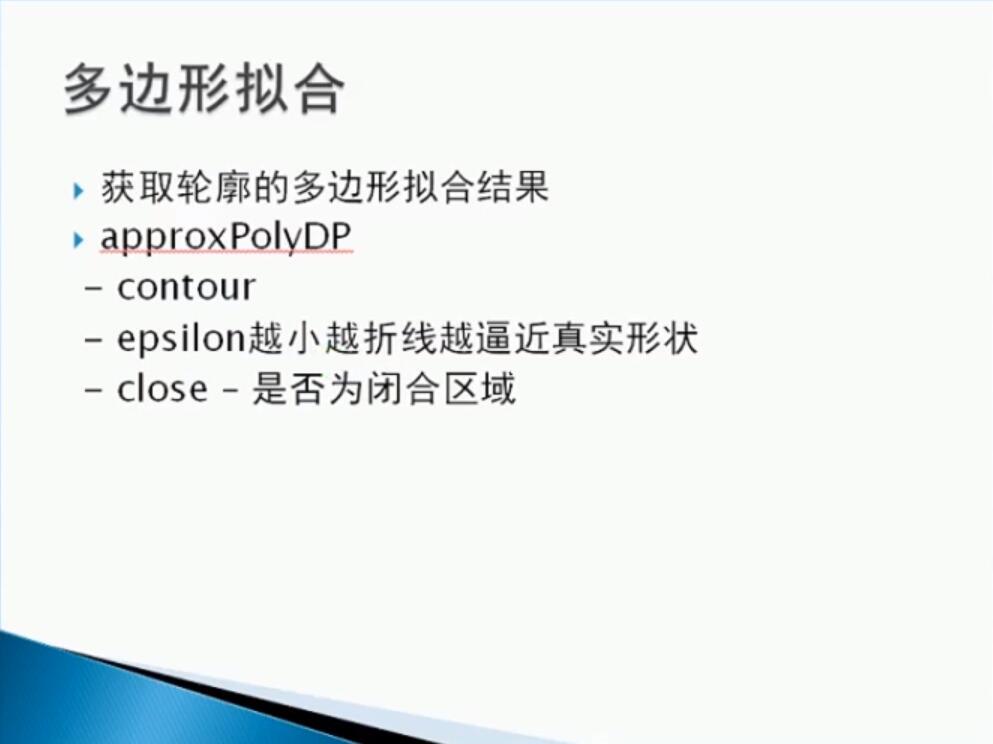 多边形拟合
获取轮廓的多边形拟合结果
approxPolyDP
– contour
– epsilon越小越折线越逼近真实形状
– close – 是否为闭合区域